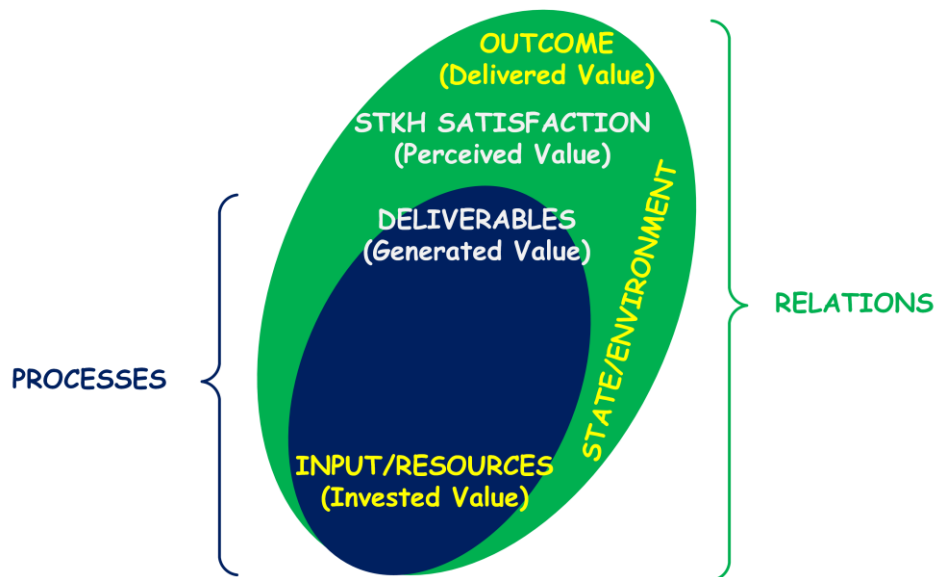 OUTCOME
(Delivered Value)
STKH SATISFACTION
(Perceived Value)
DELIVERABLES
(Generated Value)
STATE/ENVIRONMENT
RELATIONS
PROCESSES
INPUT/RESOURCES
(Invested Value)